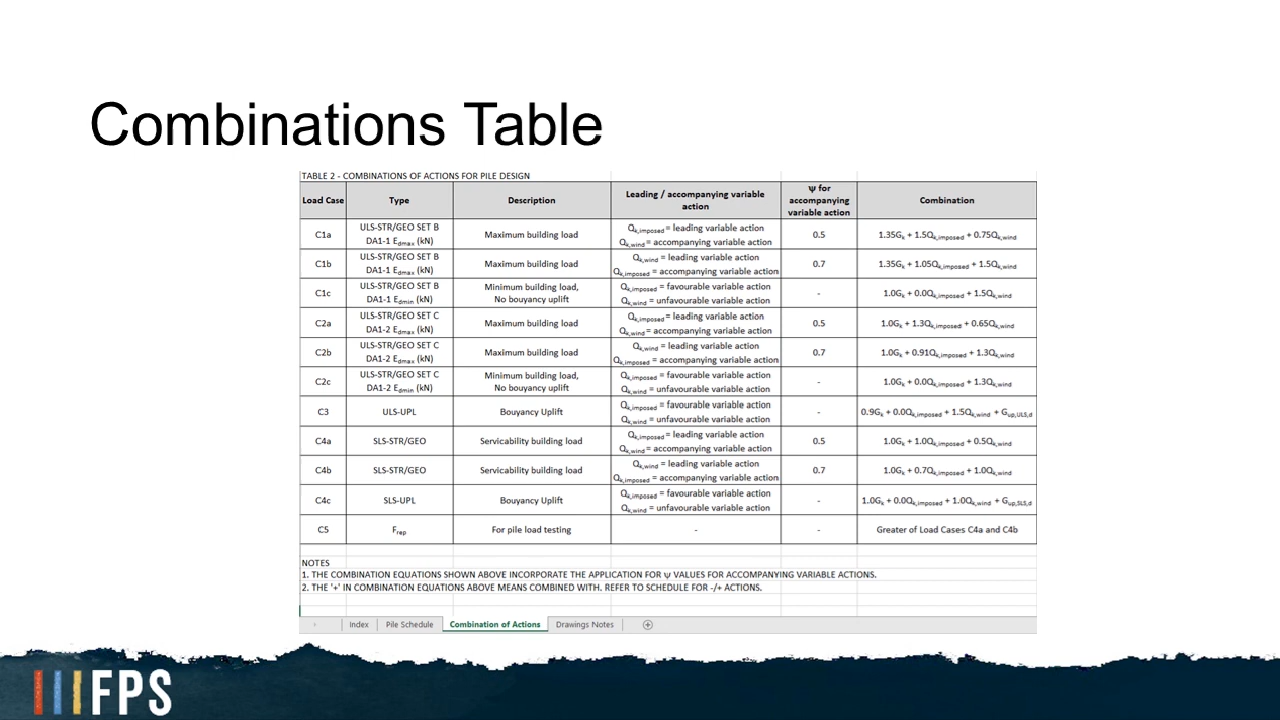 Combinations Table
TABLE 2 - COMBINATIONS OF ACTIONS FOR PILE DESIGN
Load Case Type Description Leading / accompanying variable action Ψ for accompanying variable action Combination
C1a ULS-STR/GEO SET B DA1-1 Edmax (kN) Maximum building load Qk,imposed = leading variable action Qk,wind = accompanying variable action 0.5 1.35Gk + 1.5Qk,imposed + 0.75Qk,wind
C1b ULS-STR/GEO SET B DA1-1 Edmax (kN) Maximum building load Qk,wind = leading variable action Qk,imposed = accompanying variable action 0.7 1.35Gk + 1.05Qk,imposed + 1.5Qk,wind
C1c ULS-STR/GEO SET B DA1-1 Edmin (kN) Minimum building load, No bouyancy uplift Qk,imposed = favourable variable action Qk,wind = unfavourable variable action - 1.0Gk + 0.0Qk,imposed + 1.5Qk,wind
C2a ULS-STR/GEO SET C DA1-2 Edmax (kN) Maximum building load Qk,imposed = leading variable action Qk,wind = accompanying variable action 0.5 1.0Gk + 1.3Qk,imposed + 0.65Qk,wind
C2b ULS-STR/GEO SET C DA1-2 Edmax (kN) Maximum building load Qk,wind = leading variable action Qk,imposed = accompanying variable action 0.7 1.0Gk + 0.91Qk,imposed + 1.3Qk,wind
C2c ULS-STR/GEO SET C DA1-2 Edmin (kN) Minimum building load, No bouyancy uplift Qk,imposed = favourable variable action Qk,wind = unfavourable variable action - 1.0Gk + 0.0Qk,imposed + 1.3Qk,wind
C3 ULS-UPL Bouyancy Uplift Qk,imposed = favourable variable action Qk,wind = unfavourable variable action - 0.9Gk + 0.0Qk,imposed + 1.5Qk,wind + Gup,ULS,d
C4a SLS-STR/GEO Servicability building load Qk,imposed = leading variable action Qk,wind = accompanying variable action 0.5 1.0Gk + 1.0Qk,imposed + 0.5Qk,wind
C4b SLS-STR/GEO Servicability building load Qk,wind = leading variable action Qk,imposed = accompanying variable action 0.7 1.0Gk + 0.7Qk,imposed + 1.0Qk,wind
C4c SLS-UPL Bouyancy Uplift Qk,imposed = favourable variable action Qk,wind = unfavourable variable action - 1.0Gk + 0.0Qk,imposed + 1.0Qk,wind + Gup,SLS,d
C5 Frep For pile load testing - - Greater of Load Cases C4a and C4b
NOTES
1. THE COMBINATION EQUATIONS SHOWN ABOVE INCORPORATE THE APPLICATION FOR ψ VALUES FOR ACCOMPANYING VARIABLE ACTIONS.
2. THE '+' IN COMBINATION EQUATIONS ABOVE MEANS COMBINED WITH. REFER TO SCHEDULE FOR -/+ ACTIONS.
Index Pile Schedule Combination of Actions Drawings Notes
FPS